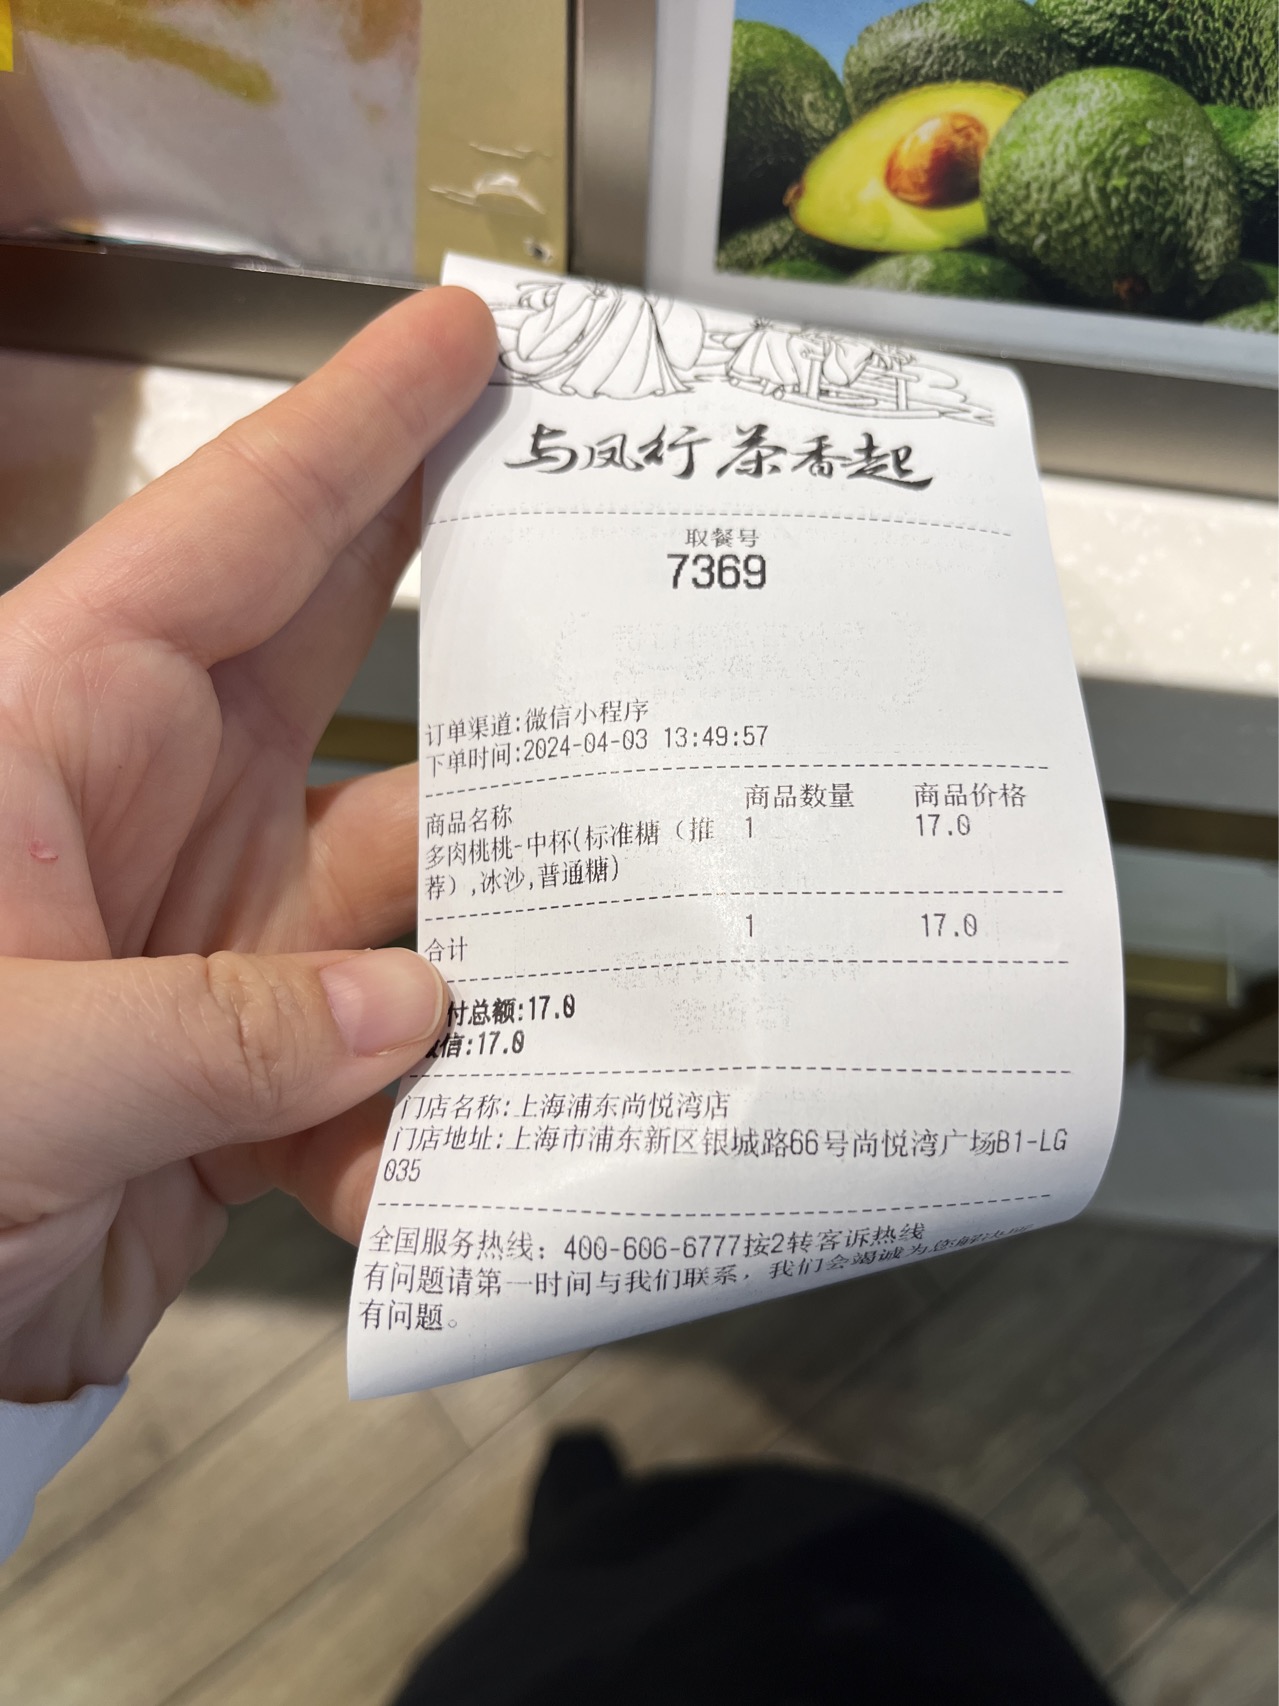 与凤行 茶香起
取餐号
7369
订单渠道:微信小程序
下单时间:2024-04-03 13:49:57
商品名称 商品数量 商品价格
多肉桃桃-中杯(标准糖（推 1 17.0
荐）,冰沙,普通糖)
合计 1 17.0
付总额:17.0
信:17.0
门店名称:上海浦东尚悦湾店
门店地址:上海市浦东新区银城路66号尚悦湾广场B1-LG
035
全国服务热线：400-606-6777按2转客诉热线
有问题请第一时间与我们联系，我们会竭诚为您解决所
有问题。